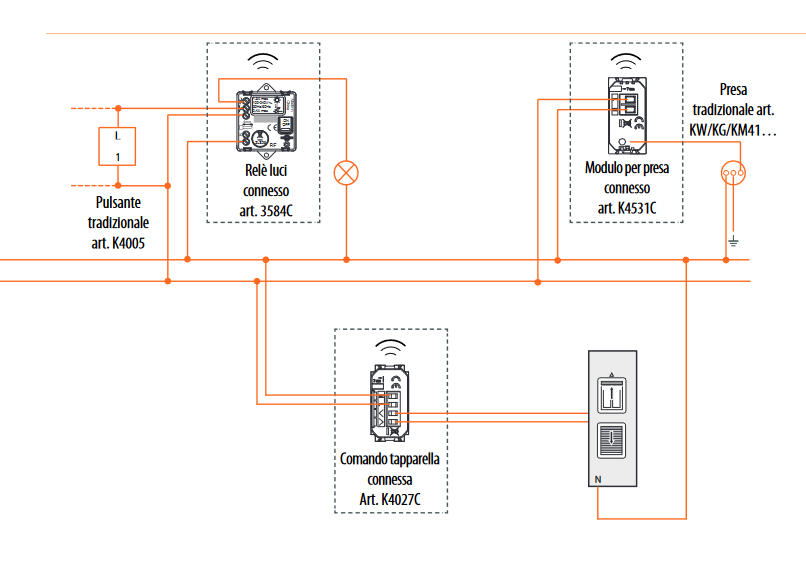 Presa
tradizionale art.
KW/KG/KM41…
L
1
RF
Relè luci
connesso
art. 3584C
Modulo per presa
connesso
art. K4531C
Pulsante
tradizionale
art. K4005
Comando tapparella
connessa
Art. K4027C
N